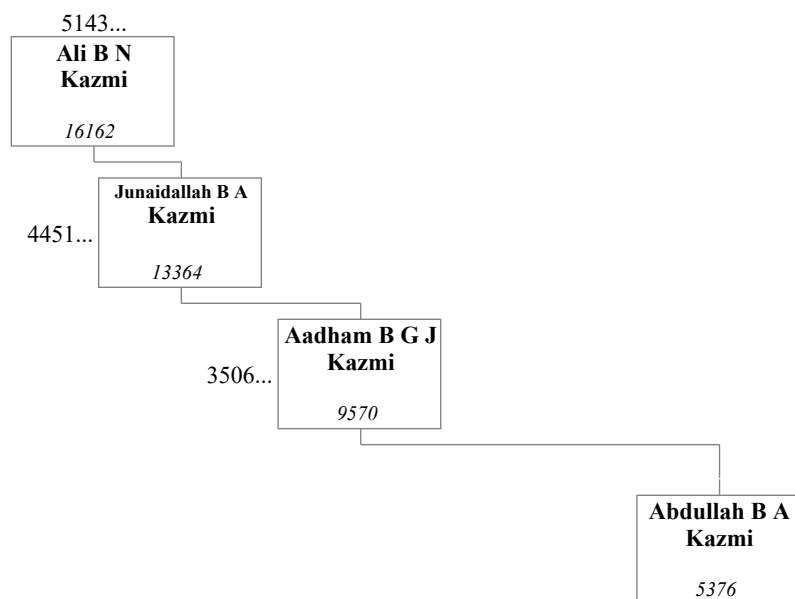 5143...
Ali B N
Kazmi
16162
Junaidallah B A
Kazmi
4451...
13364
Aadham B G J
Kazmi
3506...
9570
Abdullah B A
Kazmi
5376